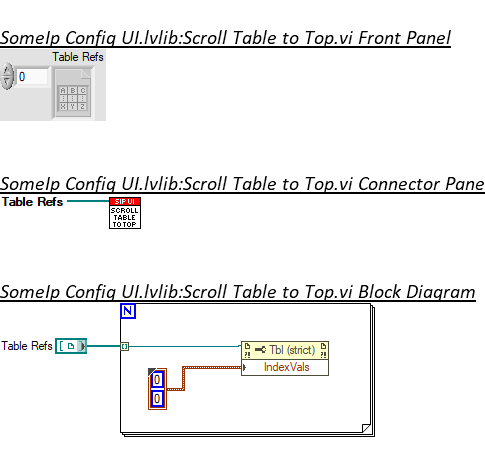 SomeIp Config UI.lvlib:Scroll Table to Top.vi Front Panel
Table Refs
0
A B C
X Y Z
SomeIp Config UI.lvlib:Scroll Table to Top.vi Connector Pane
Table Refs
SIP UI
SCROLL
TABLE
TO TOP
SomeIp Config UI.lvlib:Scroll Table to Top.vi Block Diagram
N
Table Refs
Tbl (strict)
?!
?!
IndexVals
0
0